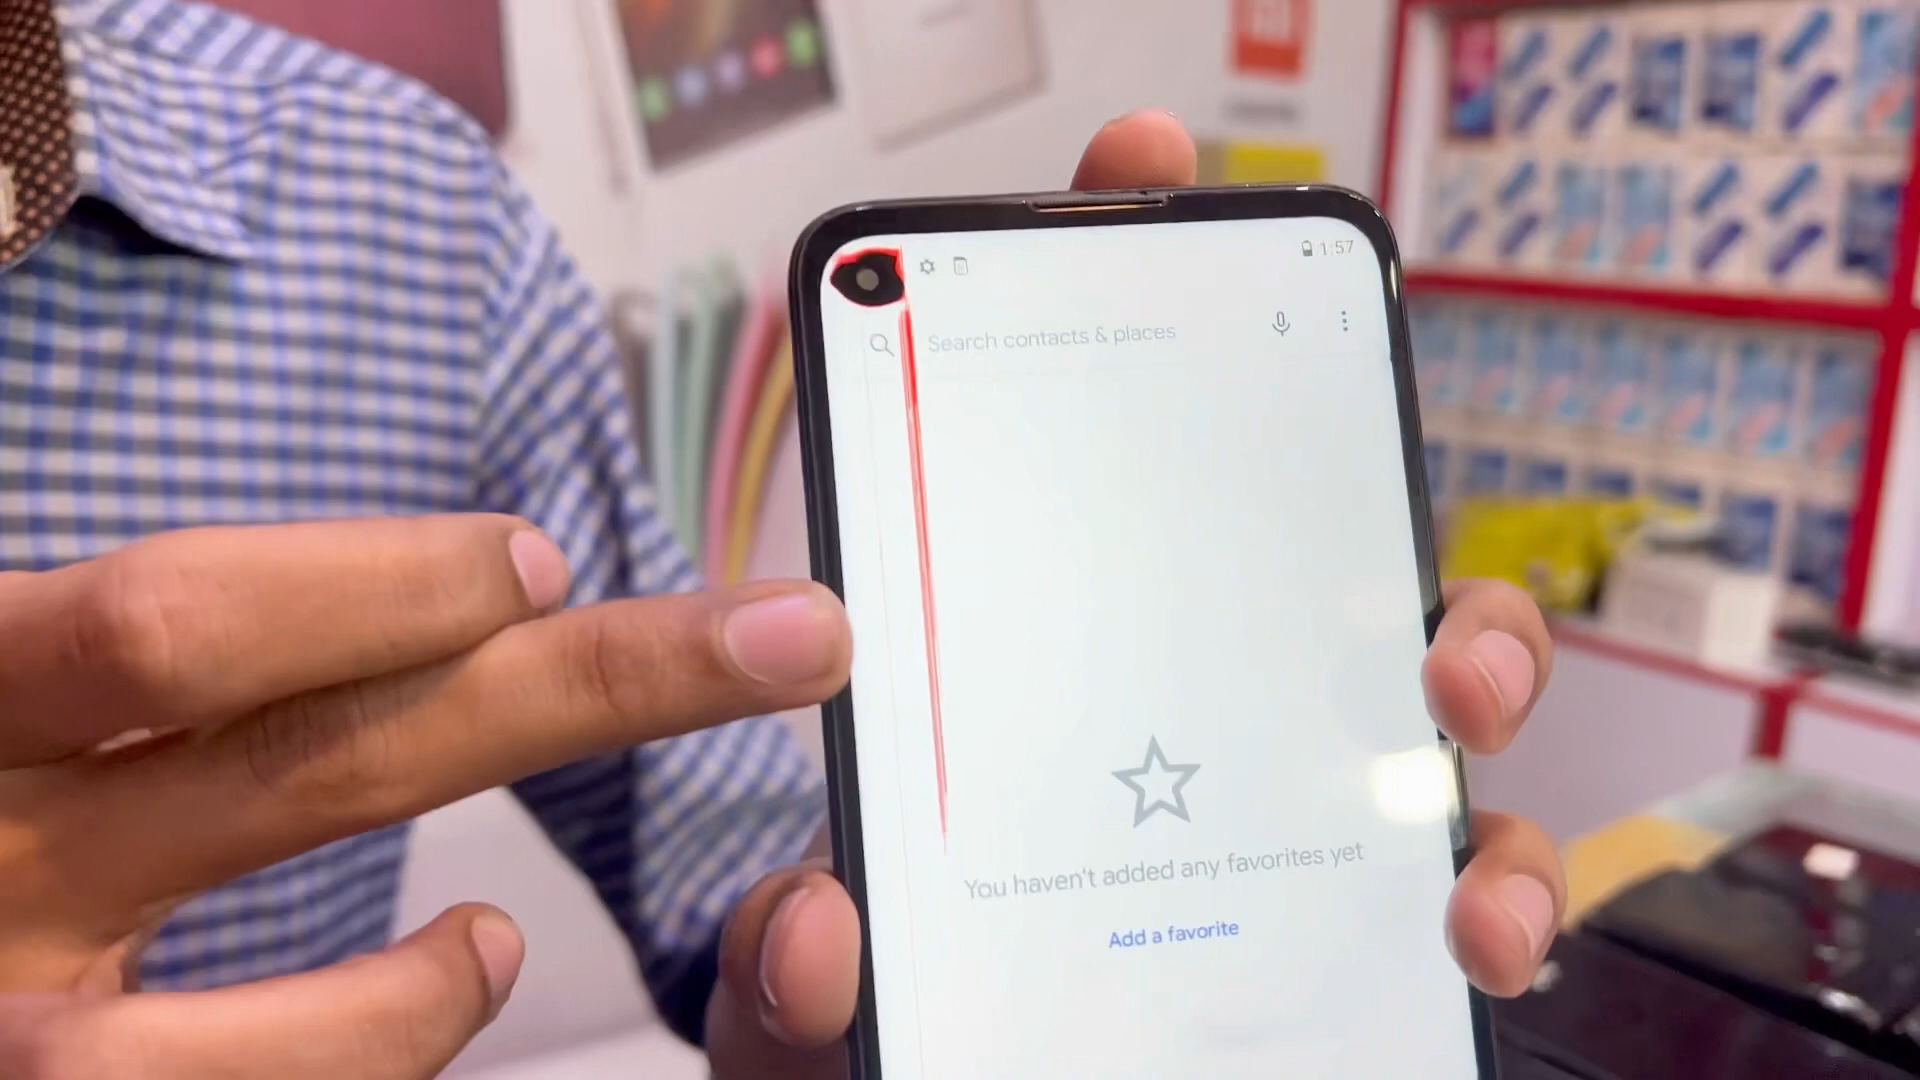 1:57
Search contacts & places
You haven't added any favorites yet
Add a favorite